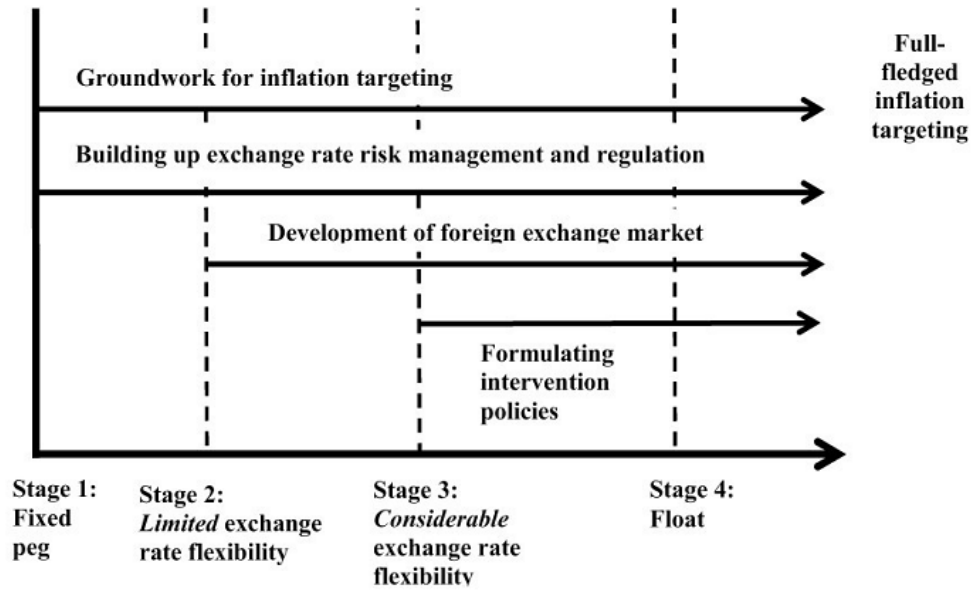 Full-
fledged
inflation
targeting
Groundwork for inflation targeting
Building up exchange rate risk management and regulation
Development of foreign exchange market
Formulating
intervention
policies
Stage 1:
Fixed
peg
Stage 2:
Limited exchange
rate flexibility
Stage 3:
Considerable
exchange rate
flexibility
Stage 4:
Float